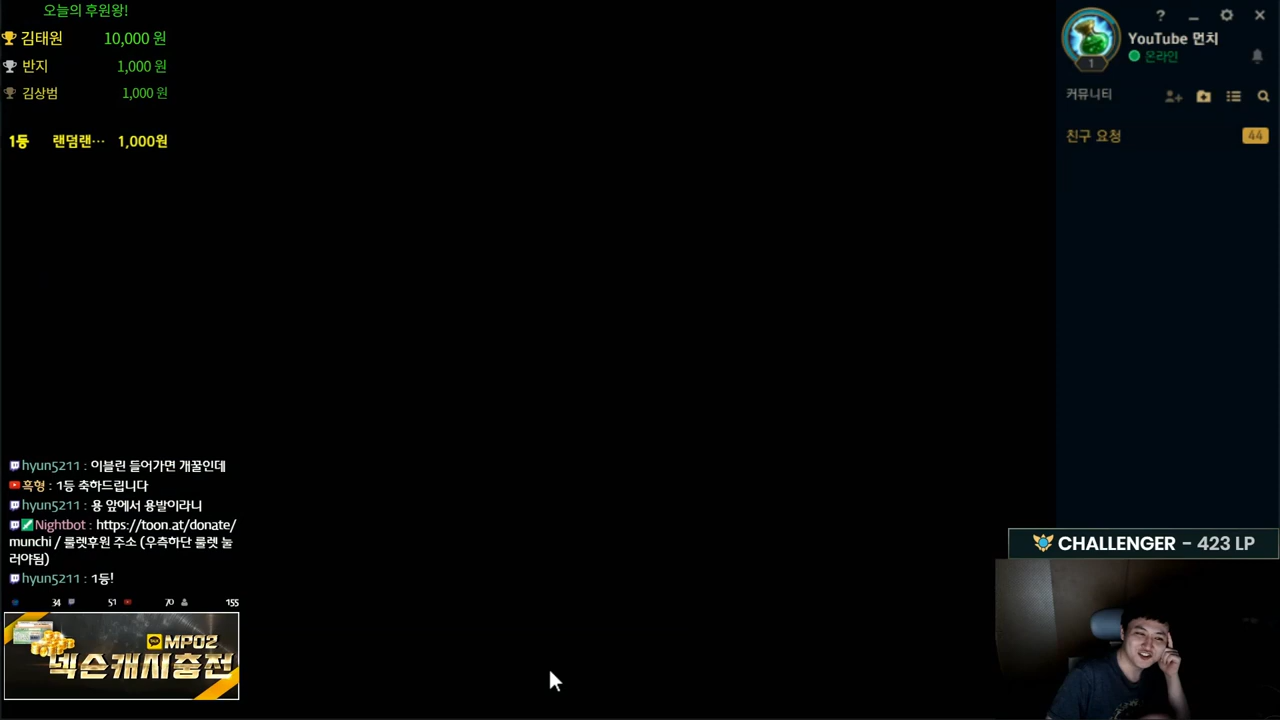 오늘의 후원왕!
김태원 10,000 원
반지 1,000 원
김상범 1,000 원
1등 랜덤랜… 1,000원
YouTube 먼치
1
온라인
커뮤니티
친구 요청 44
hyun5211 : 이블린 들어가면 개꿀인데
흑형 : 1등 축하드립니다
hyun5211 : 용 앞에서 용발이라니
Nightbot : https://toon.at/donate/
munchi / 룰렛후원 주소 (우측하단 룰렛 눌
러야됨)
hyun5211 : 1등!
34 51 70 155
MPO2
넥슨캐시충전
CHALLENGER - 423 LP